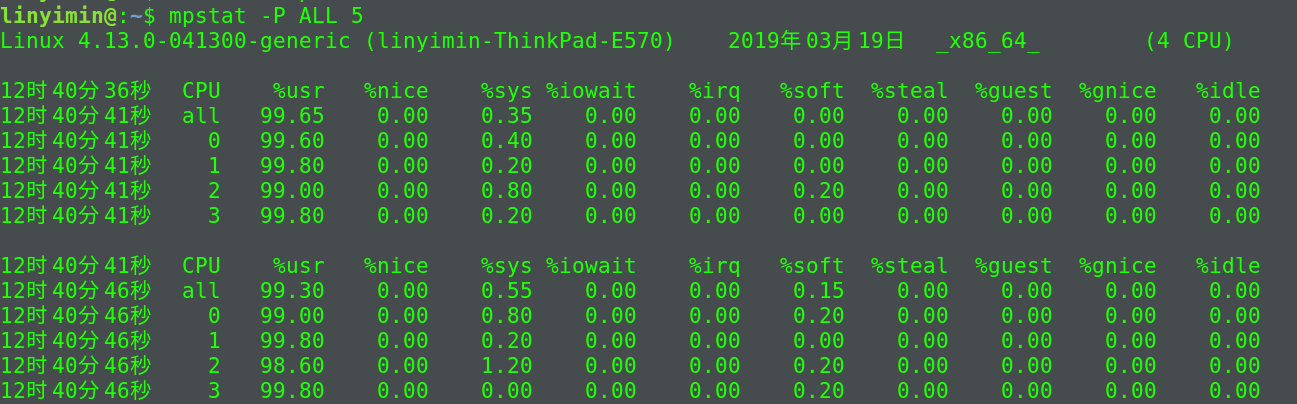 linyimin@:~$ mpstat -P ALL 5
Linux 4.13.0-041300-generic (linyimin-ThinkPad-E570) 2019年03月19日 _x86_64_ (4 CPU)
12时40分36秒 CPU %usr %nice %sys %iowait %irq %soft %steal %guest %gnice %idle
12时40分41秒 all 99.65 0.00 0.35 0.00 0.00 0.00 0.00 0.00 0.00 0.00
12时40分41秒 0 99.60 0.00 0.40 0.00 0.00 0.00 0.00 0.00 0.00 0.00
12时40分41秒 1 99.80 0.00 0.20 0.00 0.00 0.00 0.00 0.00 0.00 0.00
12时40分41秒 2 99.00 0.00 0.80 0.00 0.00 0.20 0.00 0.00 0.00 0.00
12时40分41秒 3 99.80 0.00 0.20 0.00 0.00 0.00 0.00 0.00 0.00 0.00
12时40分41秒 CPU %usr %nice %sys %iowait %irq %soft %steal %guest %gnice %idle
12时40分46秒 all 99.30 0.00 0.55 0.00 0.00 0.15 0.00 0.00 0.00 0.00
12时40分46秒 0 99.00 0.00 0.80 0.00 0.00 0.20 0.00 0.00 0.00 0.00
12时40分46秒 1 99.80 0.00 0.20 0.00 0.00 0.00 0.00 0.00 0.00 0.00
12时40分46秒 2 98.60 0.00 1.20 0.00 0.00 0.20 0.00 0.00 0.00 0.00
12时40分46秒 3 99.80 0.00 0.00 0.00 0.00 0.20 0.00 0.00 0.00 0.00